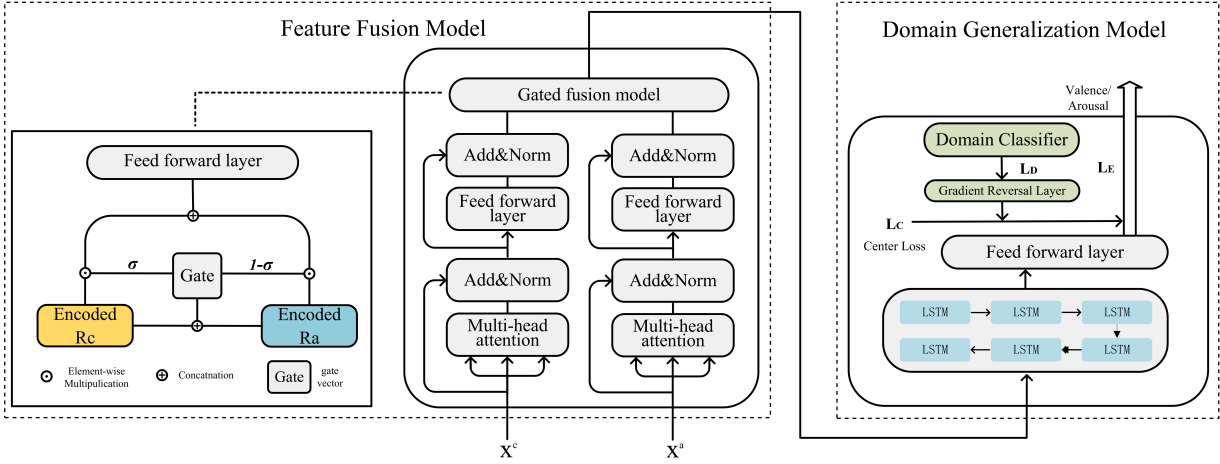 Feature Fusion Model
Feed forward layer
σ
Gate
1-σ
Encoded
Rc
Encoded
Ra
Element-wise
Multipulication
Concatnation
Gate
gate
vector
Gated fusion model
Add&Norm
Add&Norm
Feed forward
layer
Feed forward
layer
Add&Norm
Add&Norm
Multi-head
attention
Multi-head
attention
X^c
X^a
Domain Generalization Model
Valence/
Arousal
Domain Classifier
L_D
L_E
Gradient Reversal Layer
L_C
Center Loss
Feed forward layer
LSTM
LSTM
LSTM
LSTM
LSTM
LSTM